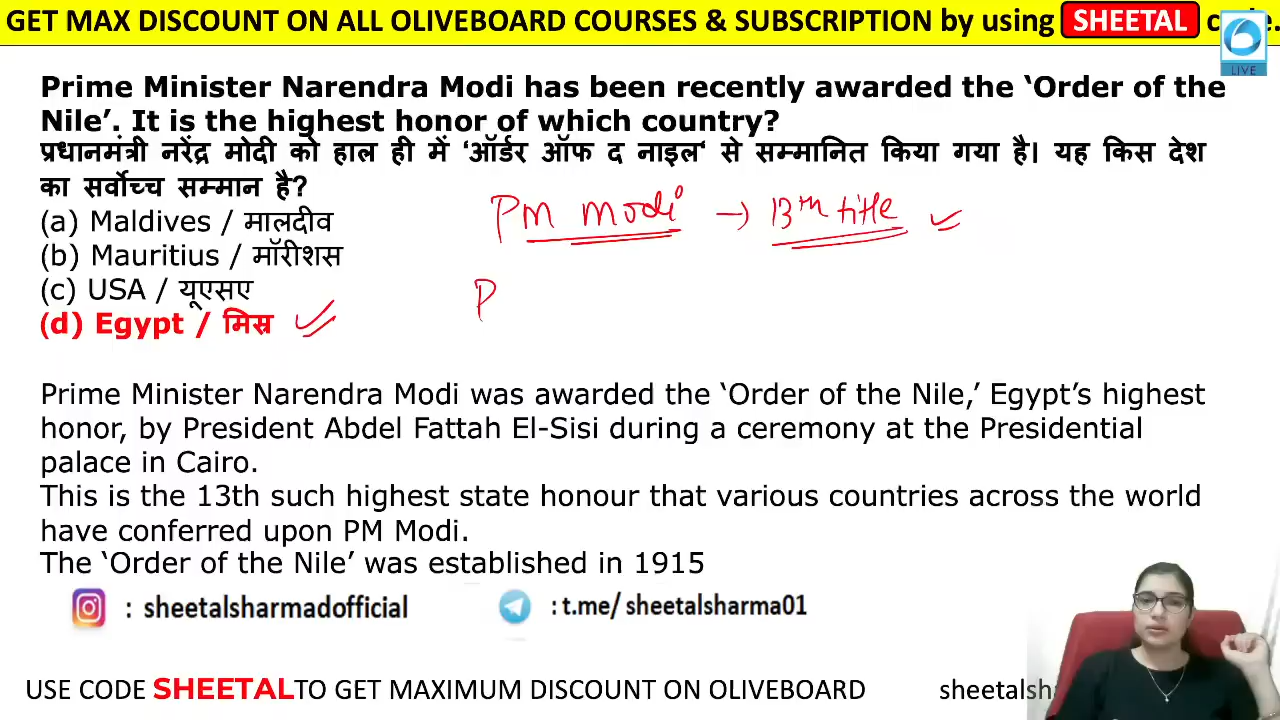 GET MAX DISCOUNT ON ALL OLIVEBOARD COURSES & SUBSCRIPTION by using SHEETAL code.
LIVE
Prime Minister Narendra Modi has been recently awarded the ‘Order of the
Nile’. It is the highest honor of which country?
प्रधानमंत्री नरेंद्र मोदी को हाल ही में ‘ऑर्डर ऑफ द नाइल‘ से सम्मानित किया गया है। यह किस देश
का सर्वोच्च सम्मान है?
(a) Maldives / मालदीव
PM modi → 13th title
(b) Mauritius / मॉरीशस
(c) USA / यूएसए
P
(d) Egypt / मिस्र
Prime Minister Narendra Modi was awarded the ‘Order of the Nile,’ Egypt’s highest
honor, by President Abdel Fattah El-Sisi during a ceremony at the Presidential
palace in Cairo.
This is the 13th such highest state honour that various countries across the world
have conferred upon PM Modi.
The ‘Order of the Nile’ was established in 1915
: sheetalsharmadofficial
: t.me/ sheetalsharma01
USE CODE SHEETAL TO GET MAXIMUM DISCOUNT ON OLIVEBOARD